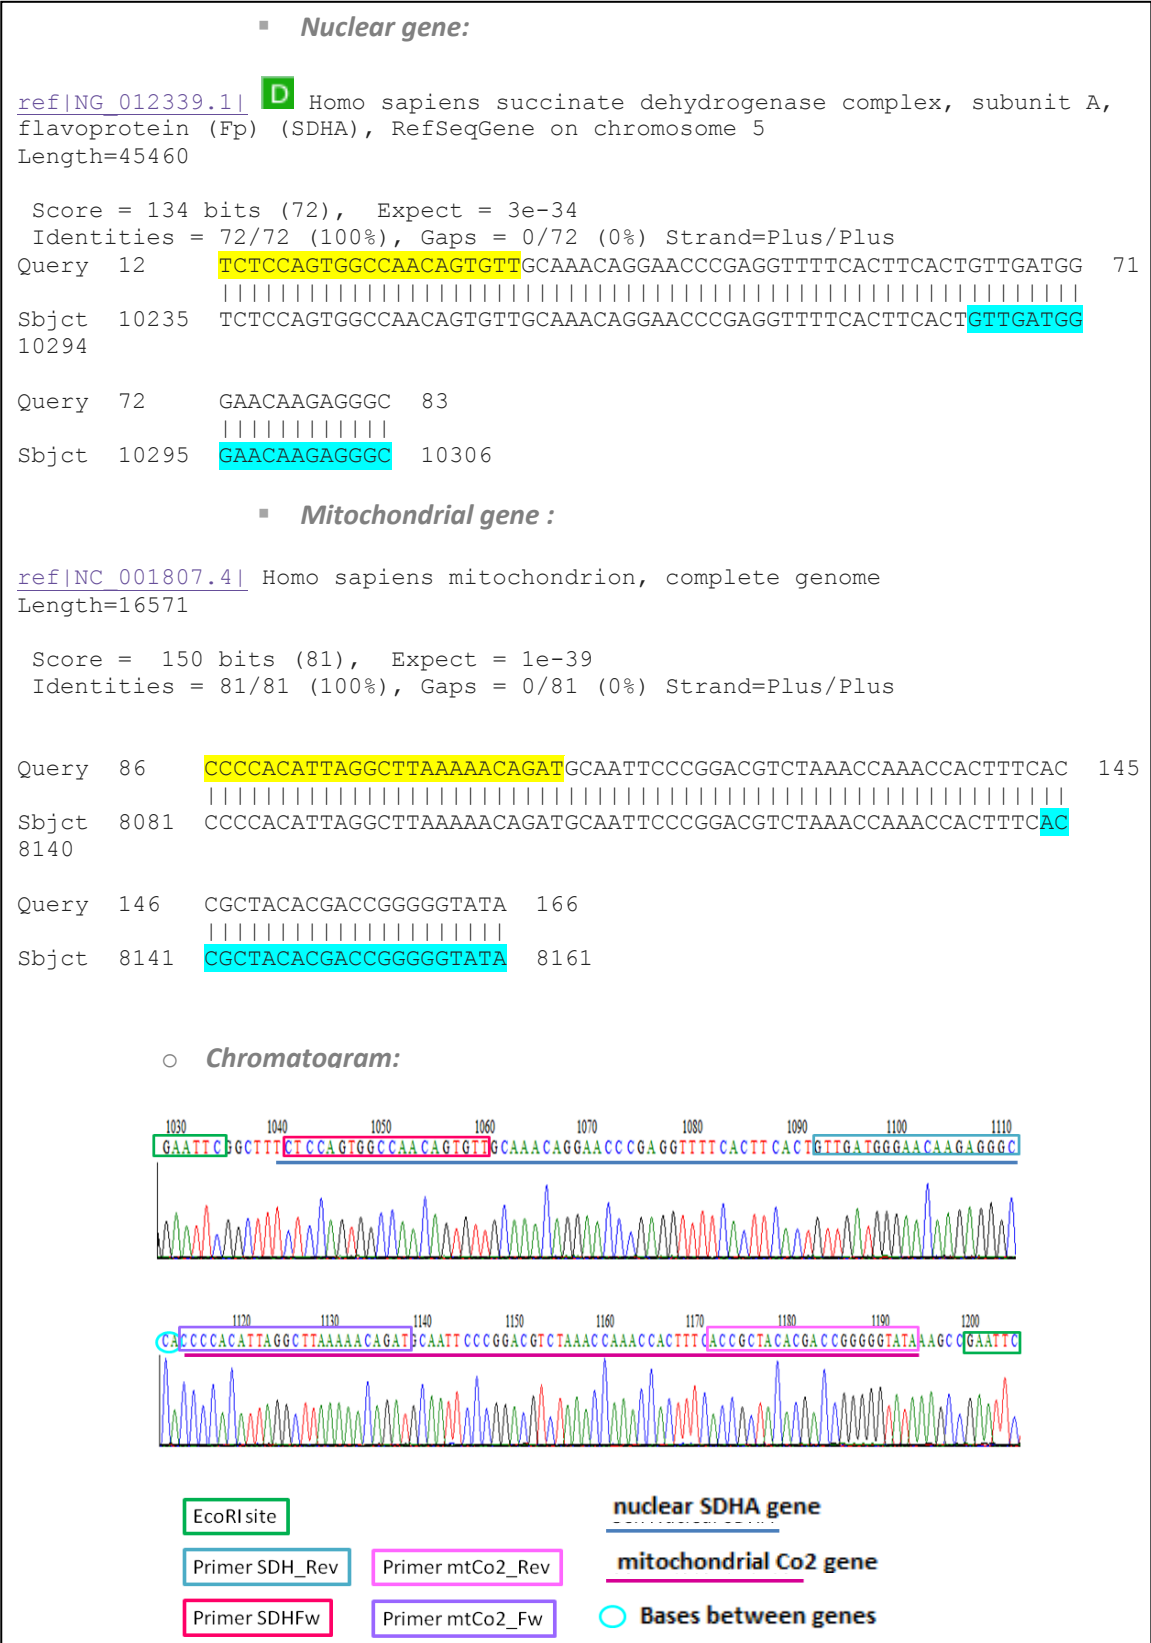 ▪ Nuclear gene:
ref|NG_012339.1| D Homo sapiens succinate dehydrogenase complex, subunit A,
flavoprotein (Fp) (SDHA), RefSeqGene on chromosome 5
Length=45460
Score = 134 bits (72), Expect = 3e-34
Identities = 72/72 (100%), Gaps = 0/72 (0%) Strand=Plus/Plus
Query 12 TCTCCAGTGGCCAACAGTGTTGCAAACAGGAACCCGAGGTTTTCACTTCACTGTTGATGG 71
||||||||||||||||||||||||||||||||||||||||||||||||||||||||||||
Sbjct 10235 TCTCCAGTGGCCAACAGTGTTGCAAACAGGAACCCGAGGTTTTCACTTCACTGTTGATGG
10294
Query 72 GAACAAGAGGGC 83
||||||||||||
Sbjct 10295 GAACAAGAGGGC 10306
▪ Mitochondrial gene :
ref|NC_001807.4| Homo sapiens mitochondrion, complete genome
Length=16571
Score = 150 bits (81), Expect = 1e-39
Identities = 81/81 (100%), Gaps = 0/81 (0%) Strand=Plus/Plus
Query 86 CCCCACATTAGGCTTAAAAACAGATGCAATTCCCGGACGTCTAAACCAAACCACTTTCAC 145
||||||||||||||||||||||||||||||||||||||||||||||||||||||||||||
Sbjct 8081 CCCCACATTAGGCTTAAAAACAGATGCAATTCCCGGACGTCTAAACCAAACCACTTTCAC
8140
Query 146 CGCTACACGACCGGGGGTATA 166
|||||||||||||||||||||
Sbjct 8141 CGCTACACGACCGGGGGTATA 8161
○ Chromatogram:
1030 1040 1050 1060 1070 1080 1090 1100 1110
GAATTCGGCTTTCTCCAGTGGCCAACAGTGTTGCAAACAGGAACCCGAGGTTTTCACTTCACTGTTGATGGGAACAAGAGGGC
1120 1130 1140 1150 1160 1170 1180 1190 1200
CACCCCACATTAGGCTTAAAAACAGATGCAATTCCCGGACGTCTAAACCAAACCACTTTCACCGCTACACGACCGGGGGTATAAAGCCGAATTC
EcoRI site nuclear SDHA gene
Primer SDH_Rev Primer mtCo2_Rev mitochondrial Co2 gene
Primer SDHFw Primer mtCo2_Fw Bases between genes